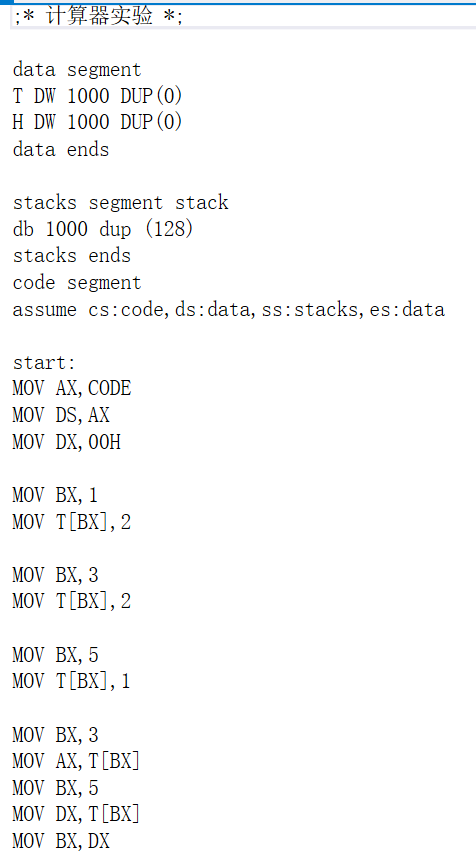 ;* 计算器实验 *;
data segment
T DW 1000 DUP(0)
H DW 1000 DUP(0)
data ends
stacks segment stack
db 1000 dup (128)
stacks ends
code segment
assume cs:code,ds:data,ss:stacks,es:data
start:
MOV AX,CODE
MOV DS,AX
MOV DX,00H
MOV BX,1
MOV T[BX],2
MOV BX,3
MOV T[BX],2
MOV BX,5
MOV T[BX],1
MOV BX,3
MOV AX,T[BX]
MOV BX,5
MOV DX,T[BX]
MOV BX,DX